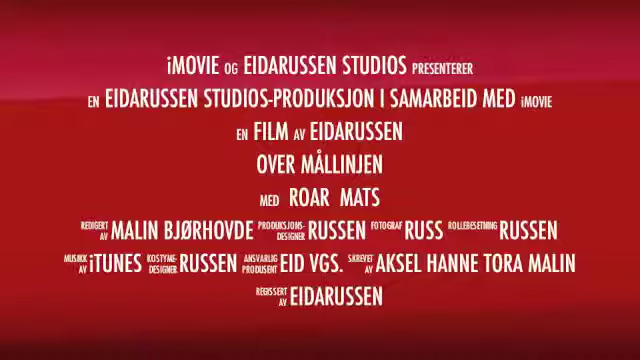 iMOVIE OG EIDARUSSEN STUDIOS PRESENTERER
EN EIDARUSSEN STUDIOS-PRODUKSJON I SAMARBEID MED iMOVIE
EN FILM AV EIDARUSSEN
OVER MÅLLINJEN
MED ROAR MATS
REDIGERT AV MALIN BJØRHOVDE PRODUKSJONS-DESIGNER RUSSEN FOTOGRAF RUSS ROLLEBESETNING RUSSEN
MUSIKK AV iTUNES KOSTYME-DESIGNER RUSSEN ANSVARLIG PRODUSENT EID VGS. SKREVET AV AKSEL HANNE TORA MALIN
REGISSERT AV EIDARUSSEN